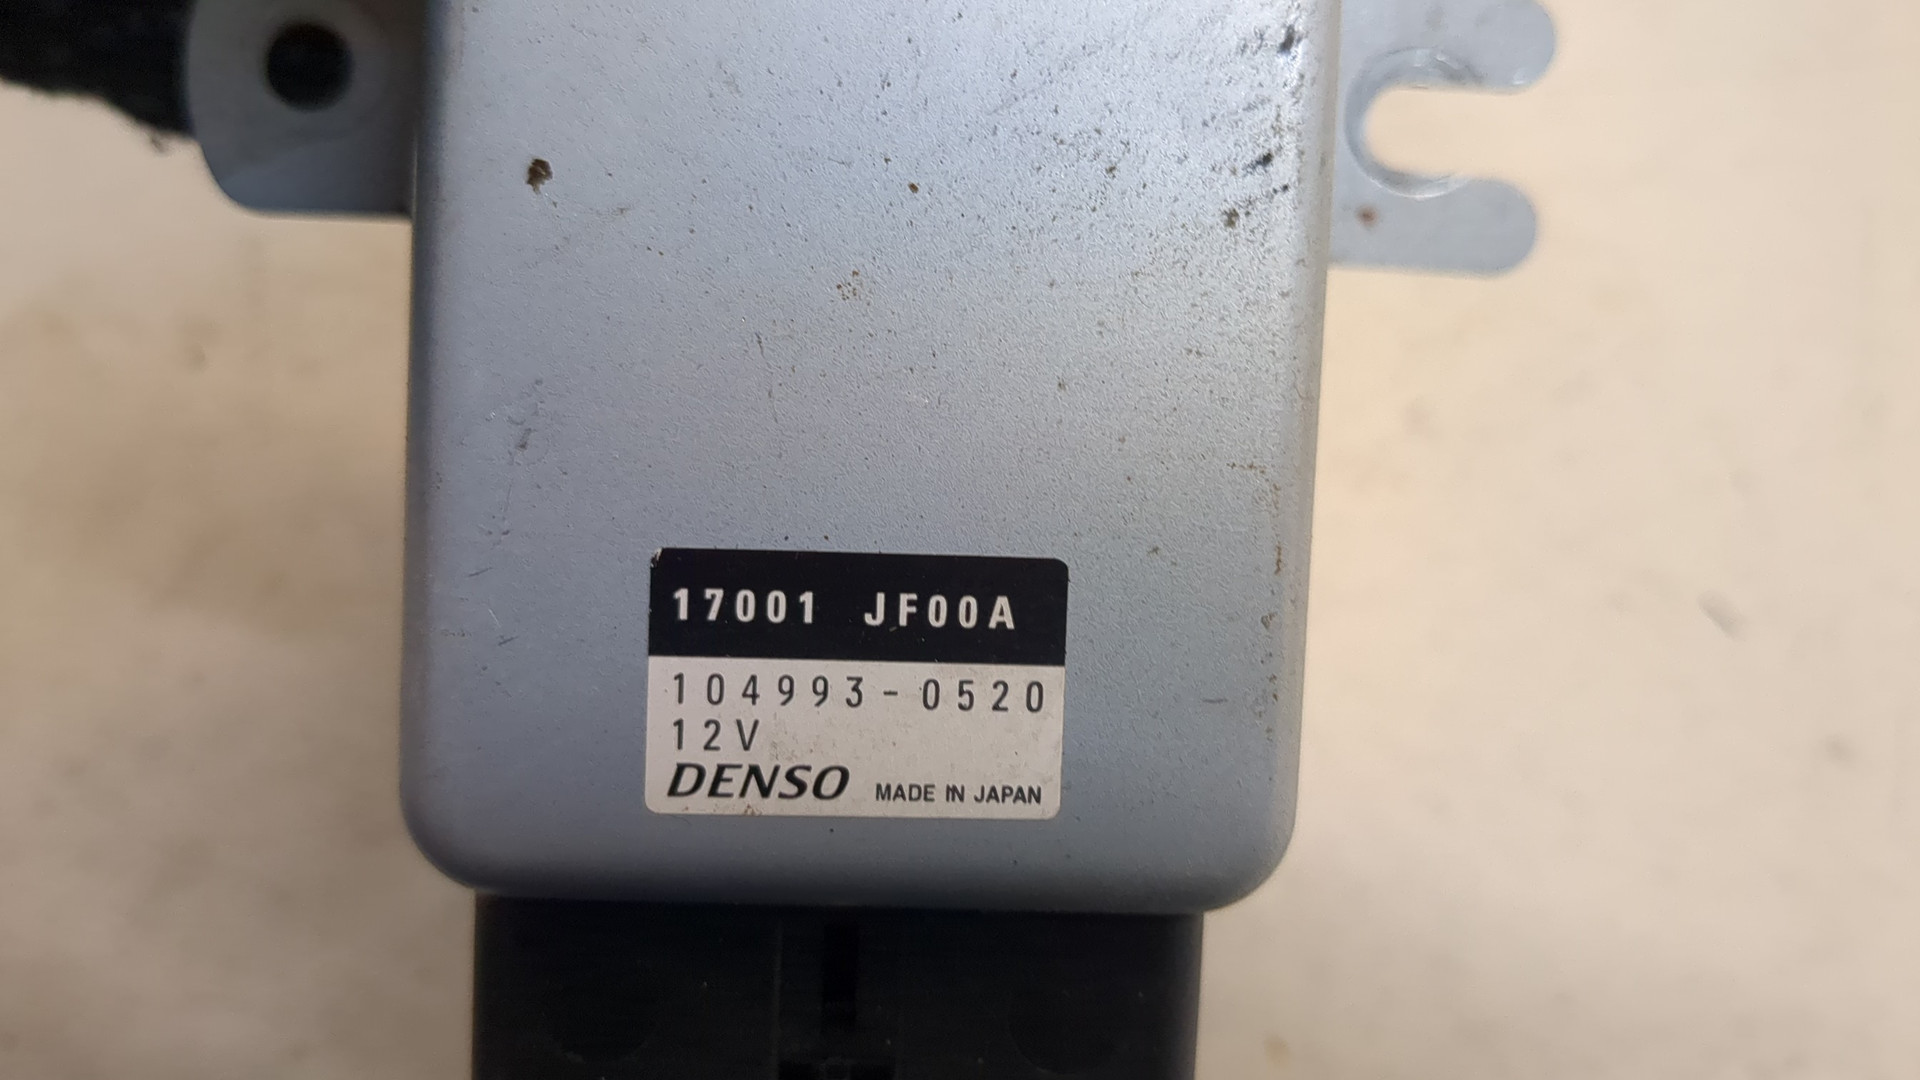 17001 JF00A
104993-0520
12V
DENSO MADE IN JAPAN